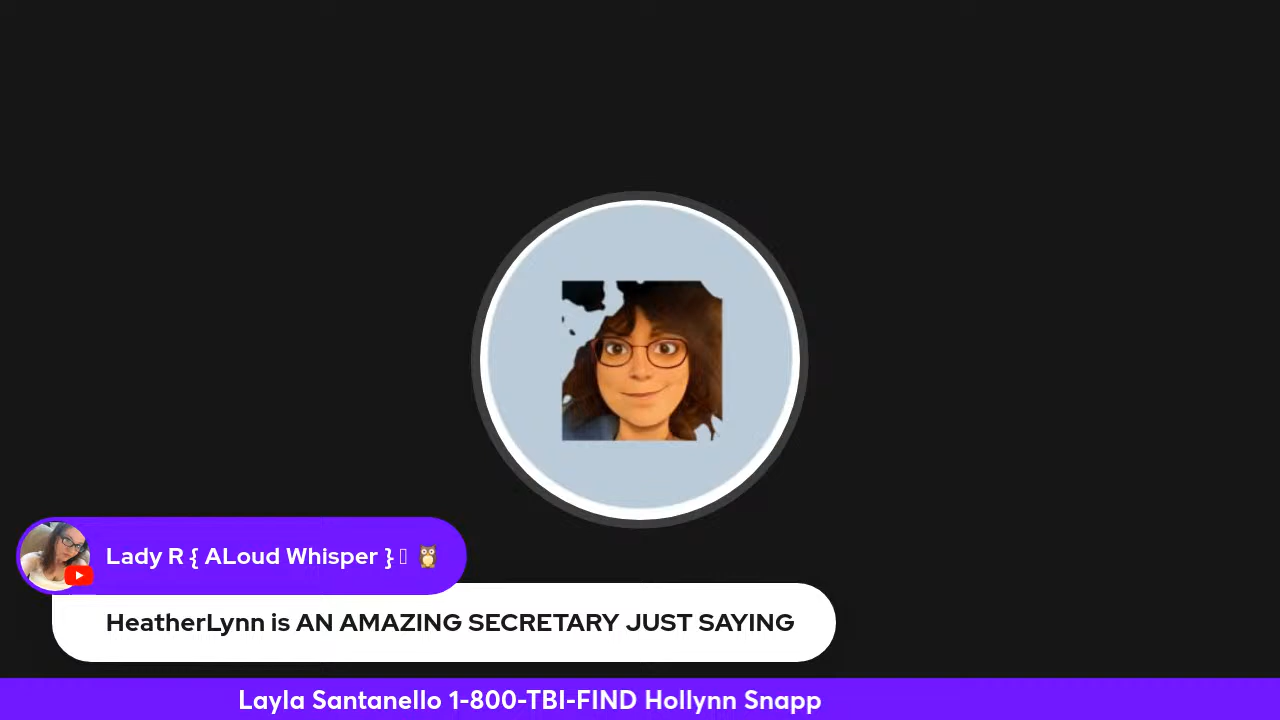 Lady R { ALoud Whisper } 🦉
HeatherLynn is AN AMAZING SECRETARY JUST SAYING
Layla Santanello 1-800-TBI-FIND Hollynn Snapp